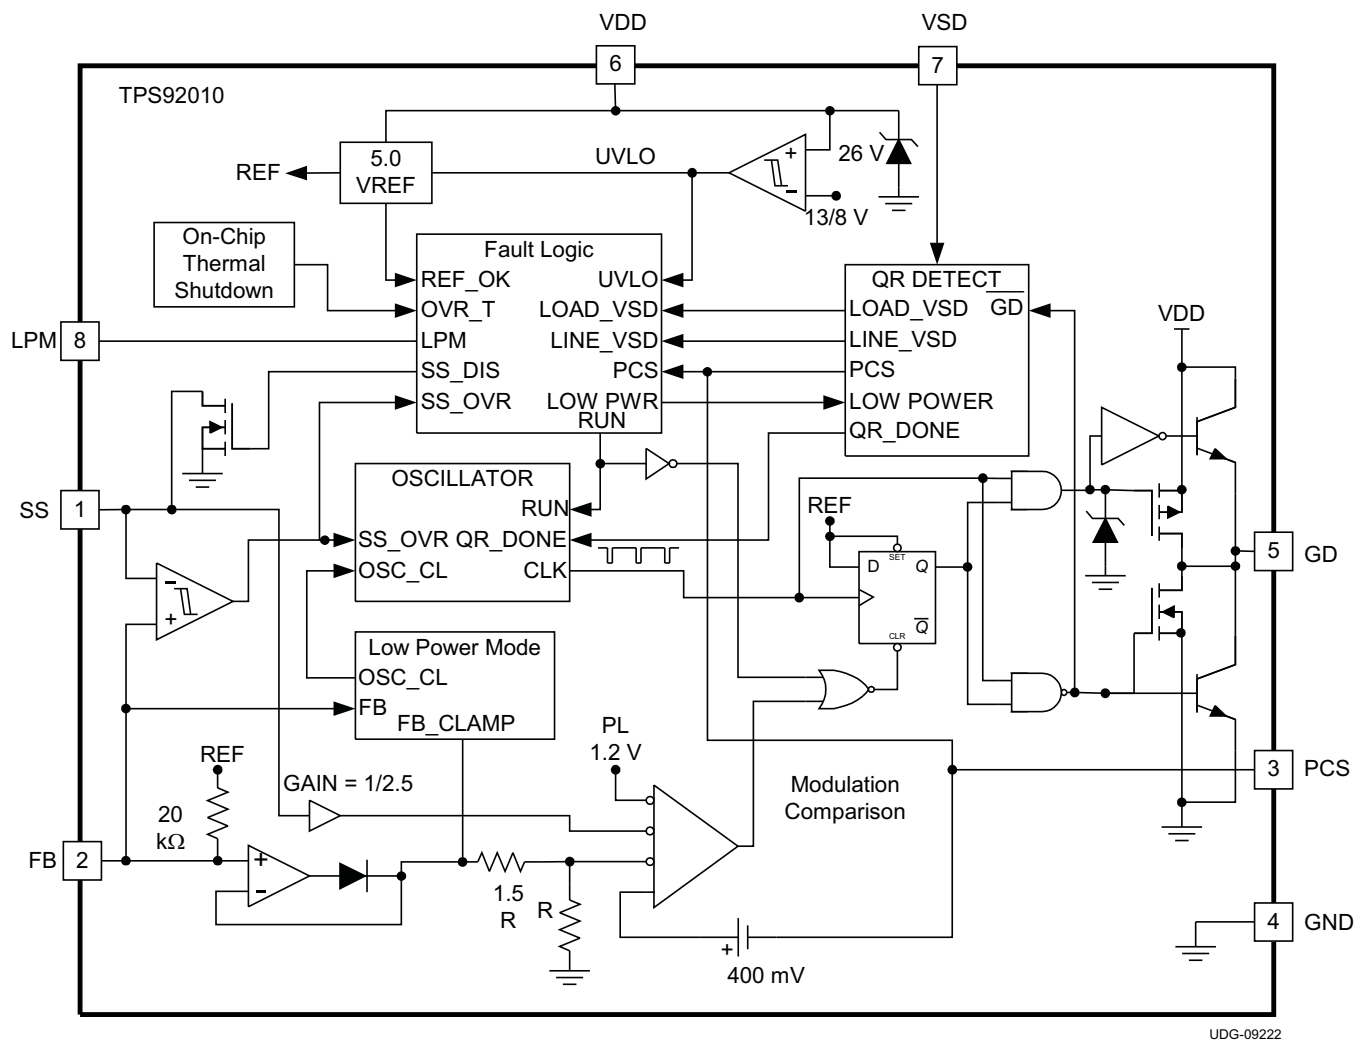 VDD
VSD
6
7
TPS92010
5.0
VREF
REF
UVLO
+
-
26 V
13/8 V
On-Chip
Thermal
Shutdown
Fault Logic
REF_OK
UVLO
OVR_T
LOAD_VSD
LPM
LINE_VSD
SS_DIS
PCS
SS_OVR
LOW PWR
RUN
QR DETECT
LOAD_VSD
GD
LINE_VSD
PCS
LOW POWER
QR_DONE
VDD
LPM
8
SS
1
OSCILLATOR
RUN
SS_OVR
QR_DONE
OSC_CL
CLK
REF
SET
D
Q
Q
CLR
5
GD
-
+
Low Power Mode
OSC_CL
FB
FB_CLAMP
PL
1.2 V
REF
GAIN = 1/2.5
20
kΩ
Modulation
Comparison
3
PCS
FB
2
+
-
1.5
R
R
+
400 mV
4
GND
UDG-09222